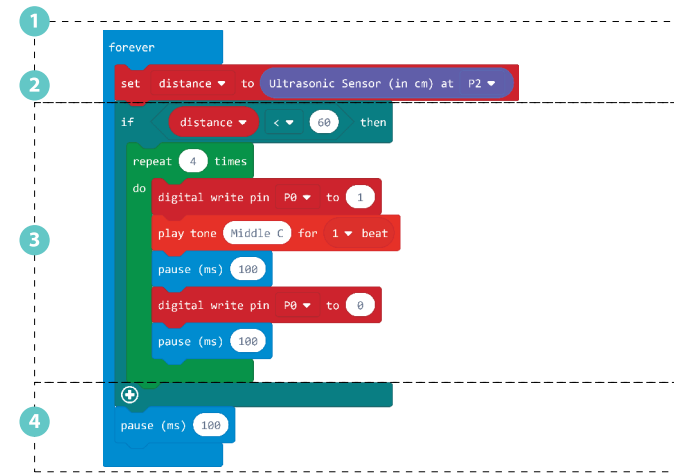 1
forever
2
set distance to Ultrasonic Sensor (in cm) at P2
if distance < 60 then
repeat 4 times
do
digital write pin P0 to 1
3
play tone Middle C for 1 beat
pause (ms) 100
digital write pin P0 to 0
pause (ms) 100
4
pause (ms) 100